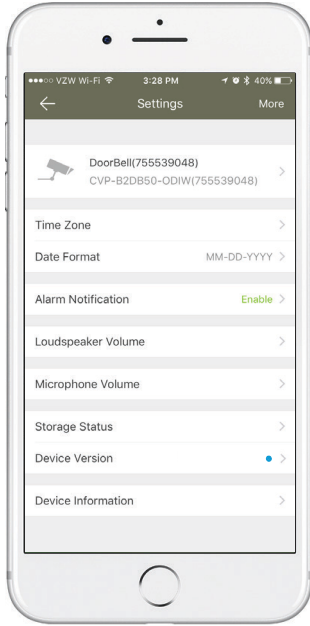 VZW Wi-Fi 3:28 PM 40%
Settings More
DoorBell(755539048)
CVP-B2DB50-ODIW(755539048)
Time Zone
Date Format MM-DD-YYYY
Alarm Notification Enable
Loudspeaker Volume
Microphone Volume
Storage Status
Device Version
Device Information